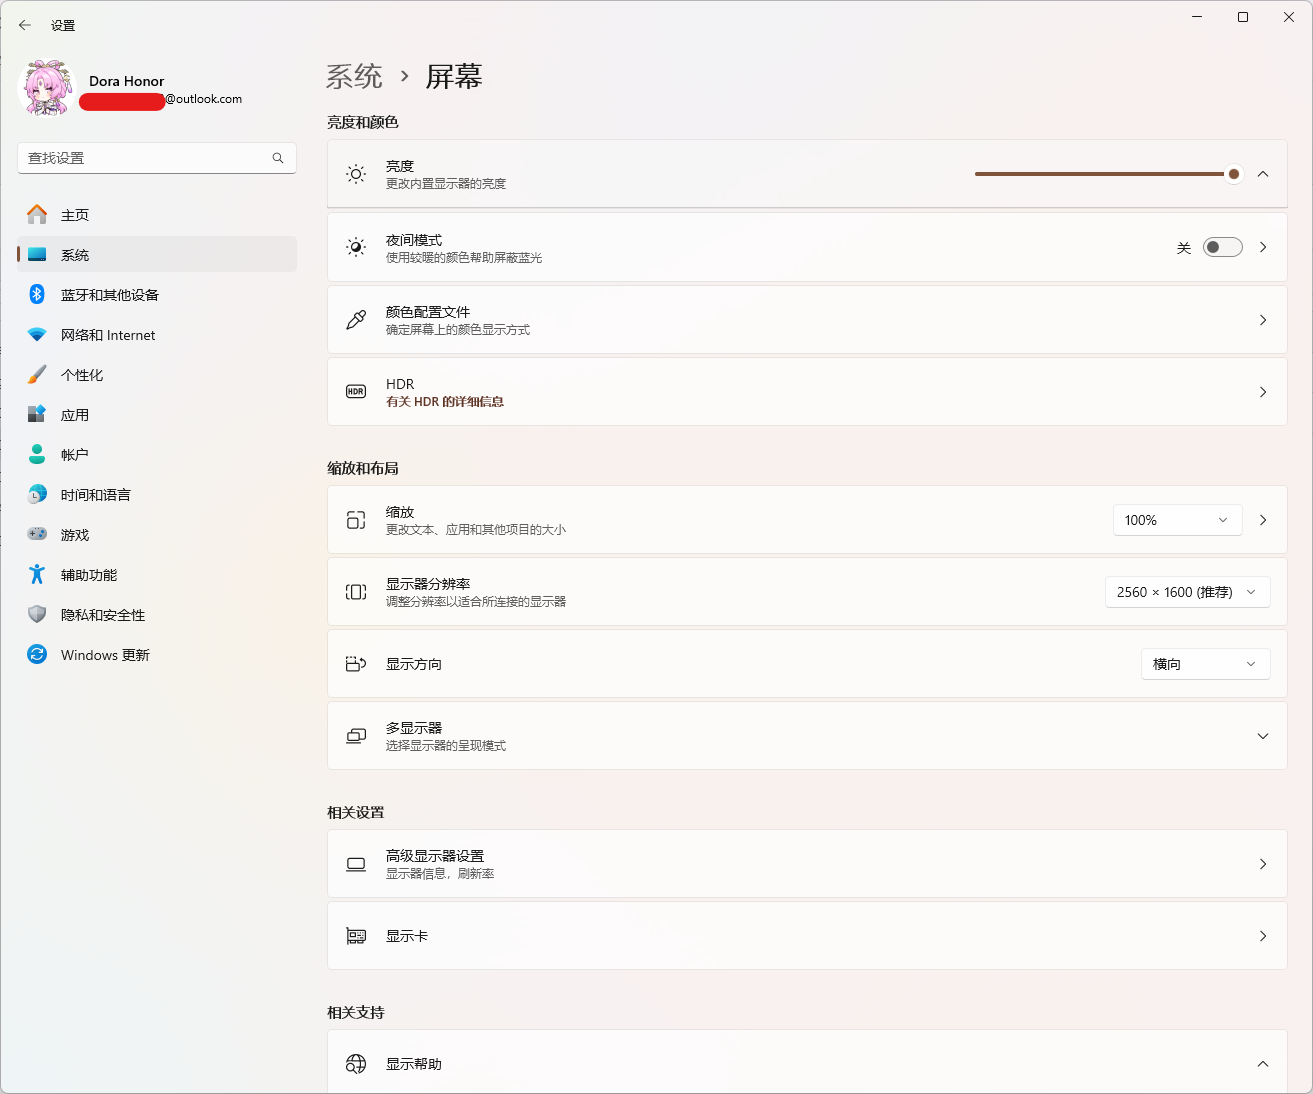 设置
Dora Honor
@outlook.com
查找设置
主页
系统
蓝牙和其他设备
网络和 Internet
个性化
应用
帐户
时间和语言
游戏
辅助功能
隐私和安全性
Windows 更新
系统 › 屏幕
亮度和颜色
亮度
更改内置显示器的亮度
夜间模式
使用较暖的颜色帮助屏蔽蓝光
关
颜色配置文件
确定屏幕上的颜色显示方式
HDR
HDR
有关 HDR 的详细信息
缩放和布局
缩放
更改文本、应用和其他项目的大小
100%
显示器分辨率
调整分辨率以适合所连接的显示器
2560 × 1600 (推荐)
显示方向
横向
多显示器
选择显示器的呈现模式
相关设置
高级显示器设置
显示器信息，刷新率
显示卡
相关支持
显示帮助